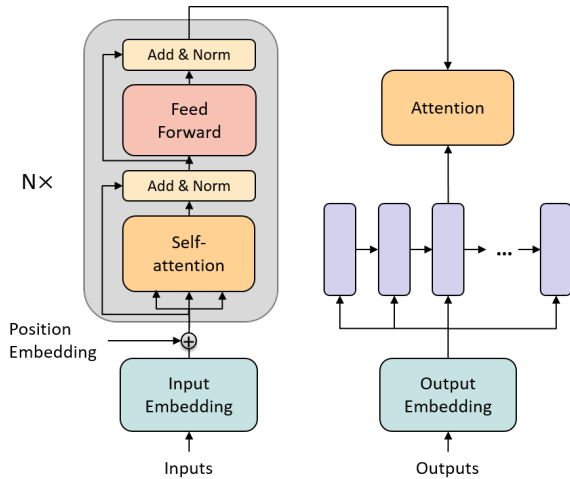 Add & Norm
Feed
Forward
Attention
N×
Add & Norm
Self-
attention
...
Position
Embedding
+
Input
Embedding
Output
Embedding
Inputs
Outputs